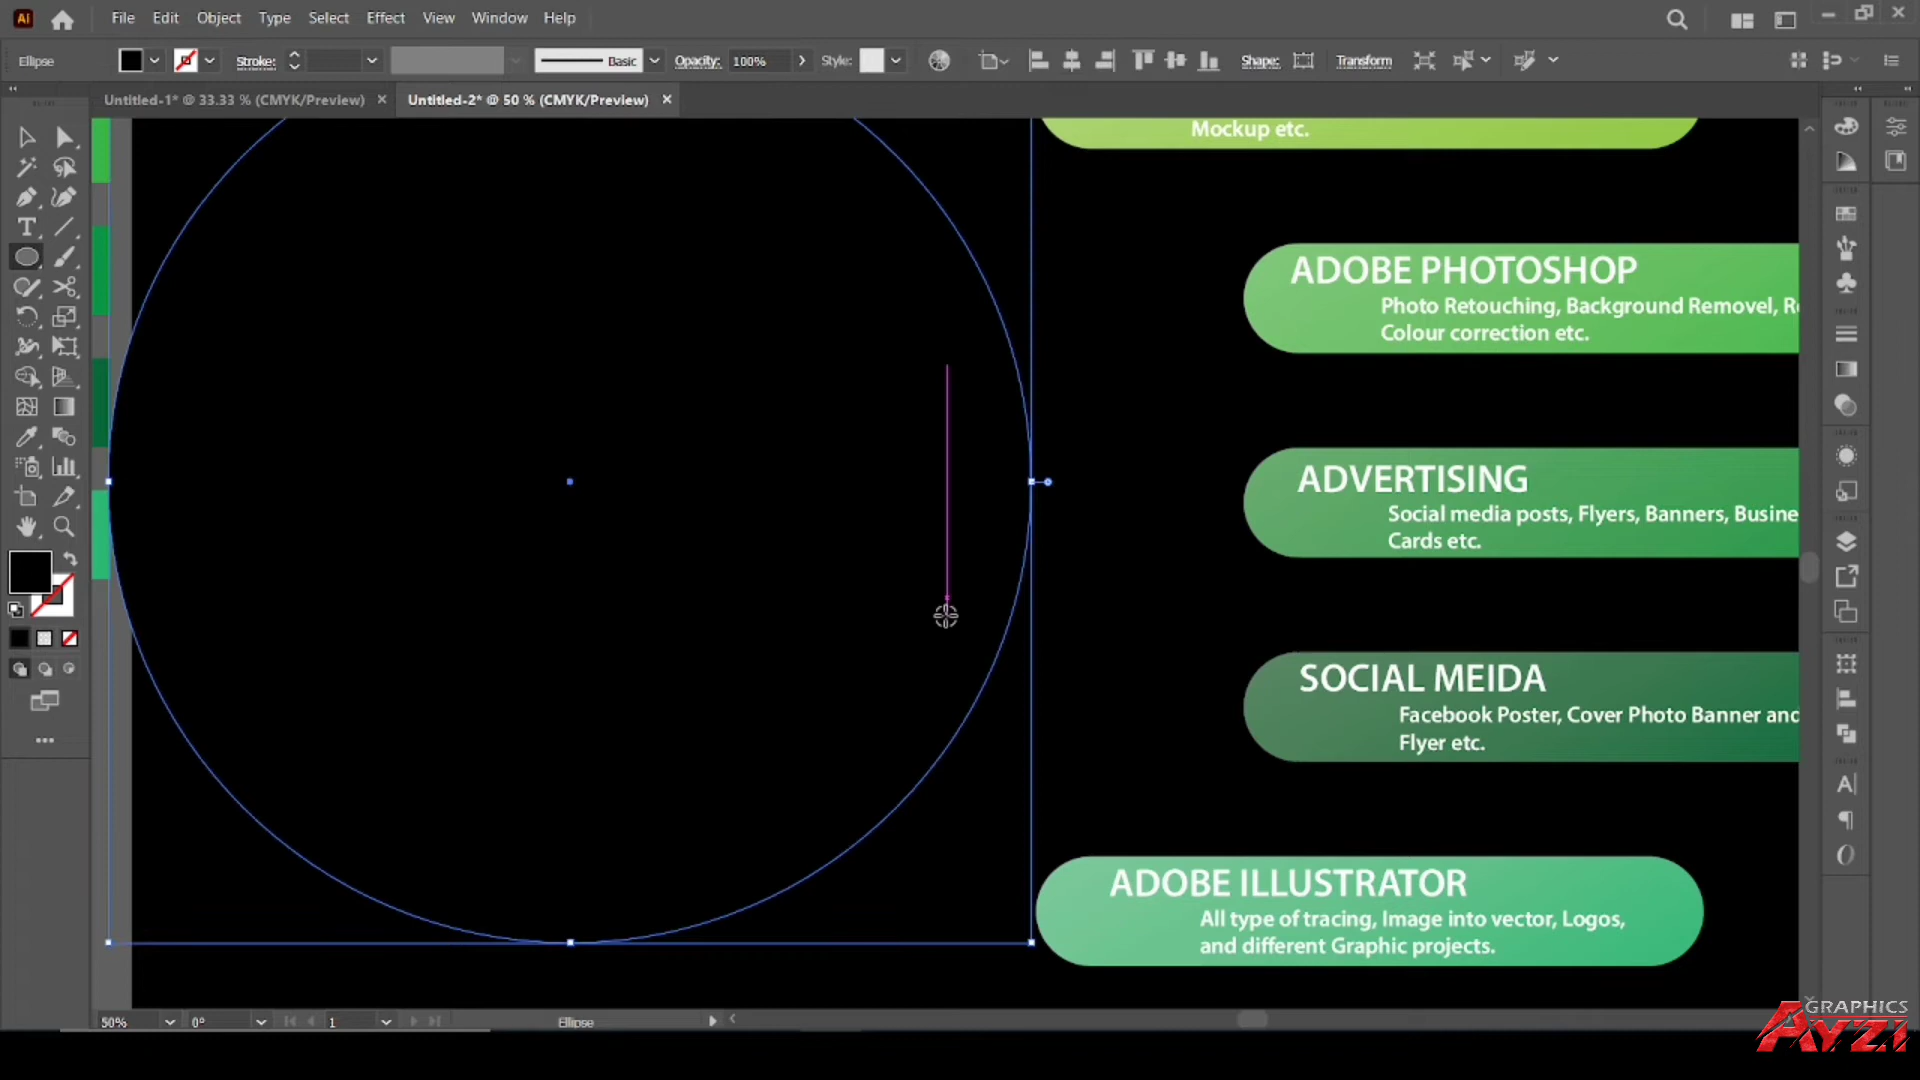 Ai File Edit Object Type Select Effect View Window Help
Ellipse Stroke: Basic Opacity: 100% Style: Shape: Transform
Untitled-1* @ 33.33 % (CMYK/Preview) Untitled-2* @ 50 % (CMYK/Preview)
Mockup etc.
ADOBE PHOTOSHOP
Photo Retouching, Background Removel, R
Colour correction etc.
ADVERTISING
Social media posts, Flyers, Banners, Busine
Cards etc.
SOCIAL MEIDA
Facebook Poster, Cover Photo Banner and
Flyer etc.
ADOBE ILLUSTRATOR
All type of tracing, Image into vector, Logos,
and different Graphic projects.
50% 0° 1 Ellipse
GRAPHICS
AYZI